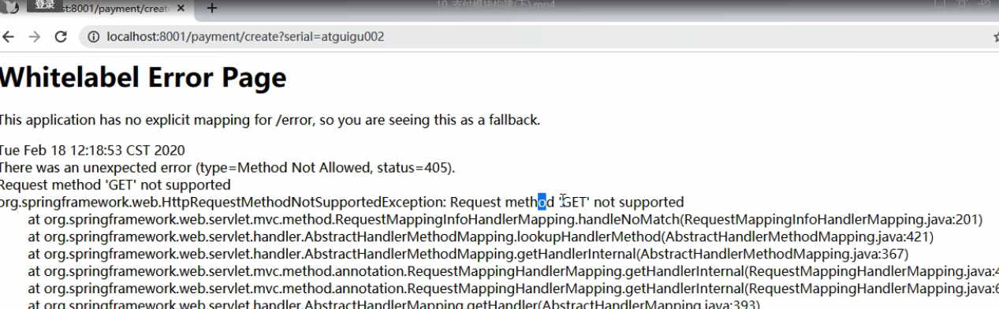 登录
st:8001/payment/creat
10_支付模块构建(下).mp4
localhost:8001/payment/create?serial=atguigu002
Whitelabel Error Page
This application has no explicit mapping for /error, so you are seeing this as a fallback.
Tue Feb 18 12:18:53 CST 2020
There was an unexpected error (type=Method Not Allowed, status=405).
Request method 'GET' not supported
org.springframework.web.HttpRequestMethodNotSupportedException: Request method 'GET' not supported
at org.springframework.web.servlet.mvc.method.RequestMappingInfoHandlerMapping.handleNoMatch(RequestMappingInfoHandlerMapping.java:201)
at org.springframework.web.servlet.handler.AbstractHandlerMethodMapping.lookupHandlerMethod(AbstractHandlerMethodMapping.java:421)
at org.springframework.web.servlet.handler.AbstractHandlerMethodMapping.getHandlerInternal(AbstractHandlerMethodMapping.java:367)
at org.springframework.web.servlet.mvc.method.annotation.RequestMappingHandlerMapping.getHandlerInternal(RequestMappingHandlerMapping.java:4
at org.springframework.web.servlet.mvc.method.annotation.RequestMappingHandlerMapping.getHandlerInternal(RequestMappingHandlerMapping.java:6
at org.springframework.web.servlet.handler.AbstractHandlerMapping.getHandler(AbstractHandlerMapping.java:393)